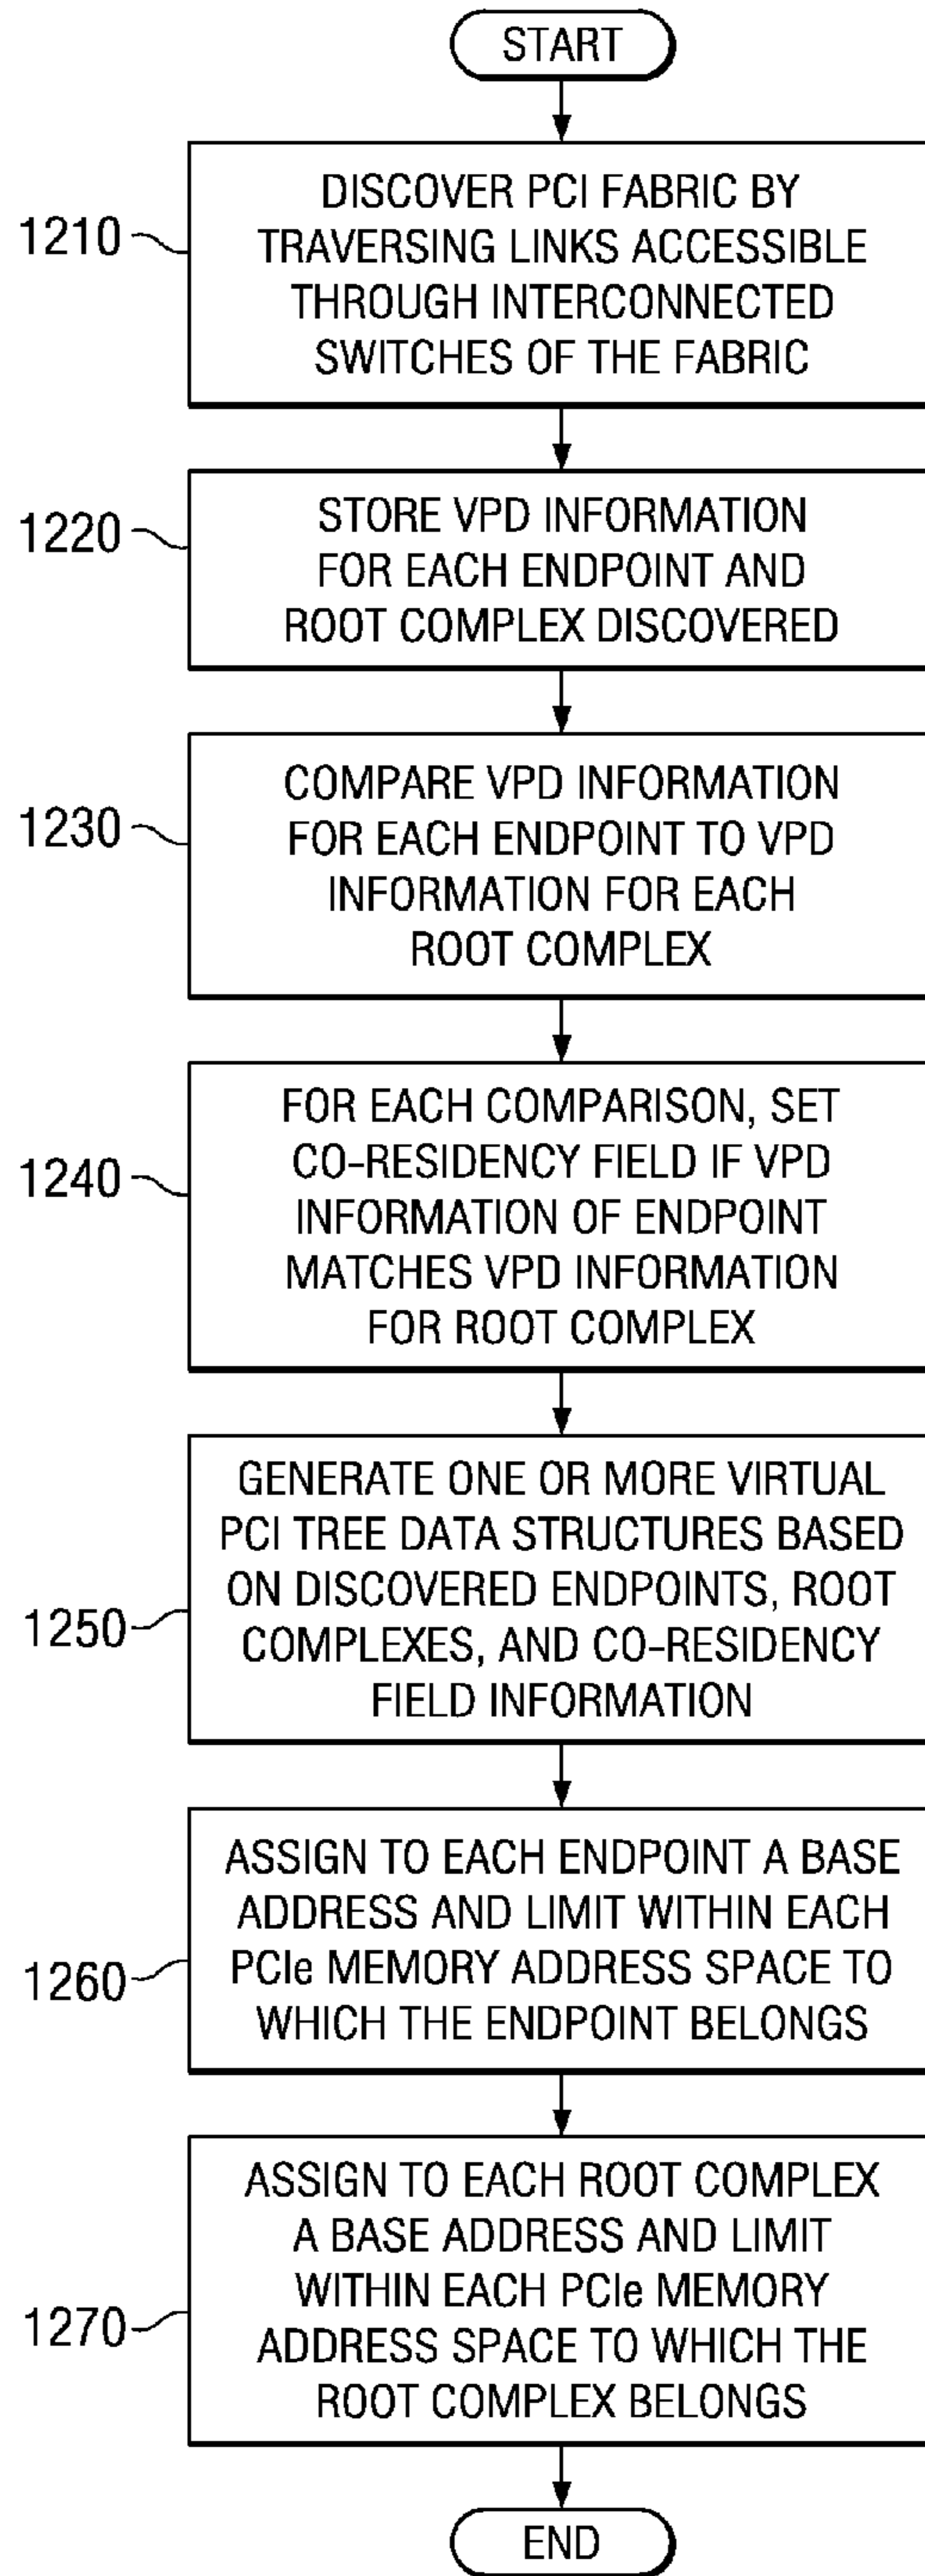 START
1210
DISCOVER PCI FABRIC BY
TRAVERSING LINKS ACCESSIBLE
THROUGH INTERCONNECTED
SWITCHES OF THE FABRIC
1220
STORE VPD INFORMATION
FOR EACH ENDPOINT AND
ROOT COMPLEX DISCOVERED
1230
COMPARE VPD INFORMATION
FOR EACH ENDPOINT TO VPD
INFORMATION FOR EACH
ROOT COMPLEX
1240
FOR EACH COMPARISON, SET
CO-RESIDENCY FIELD IF VPD
INFORMATION OF ENDPOINT
MATCHES VPD INFORMATION
FOR ROOT COMPLEX
1250
GENERATE ONE OR MORE VIRTUAL
PCI TREE DATA STRUCTURES BASED
ON DISCOVERED ENDPOINTS, ROOT
COMPLEXES, AND CO-RESIDENCY
FIELD INFORMATION
1260
ASSIGN TO EACH ENDPOINT A BASE
ADDRESS AND LIMIT WITHIN EACH
PCIe MEMORY ADDRESS SPACE TO
WHICH THE ENDPOINT BELONGS
1270
ASSIGN TO EACH ROOT COMPLEX
A BASE ADDRESS AND LIMIT
WITHIN EACH PCIe MEMORY
ADDRESS SPACE TO WHICH THE
ROOT COMPLEX BELONGS
END